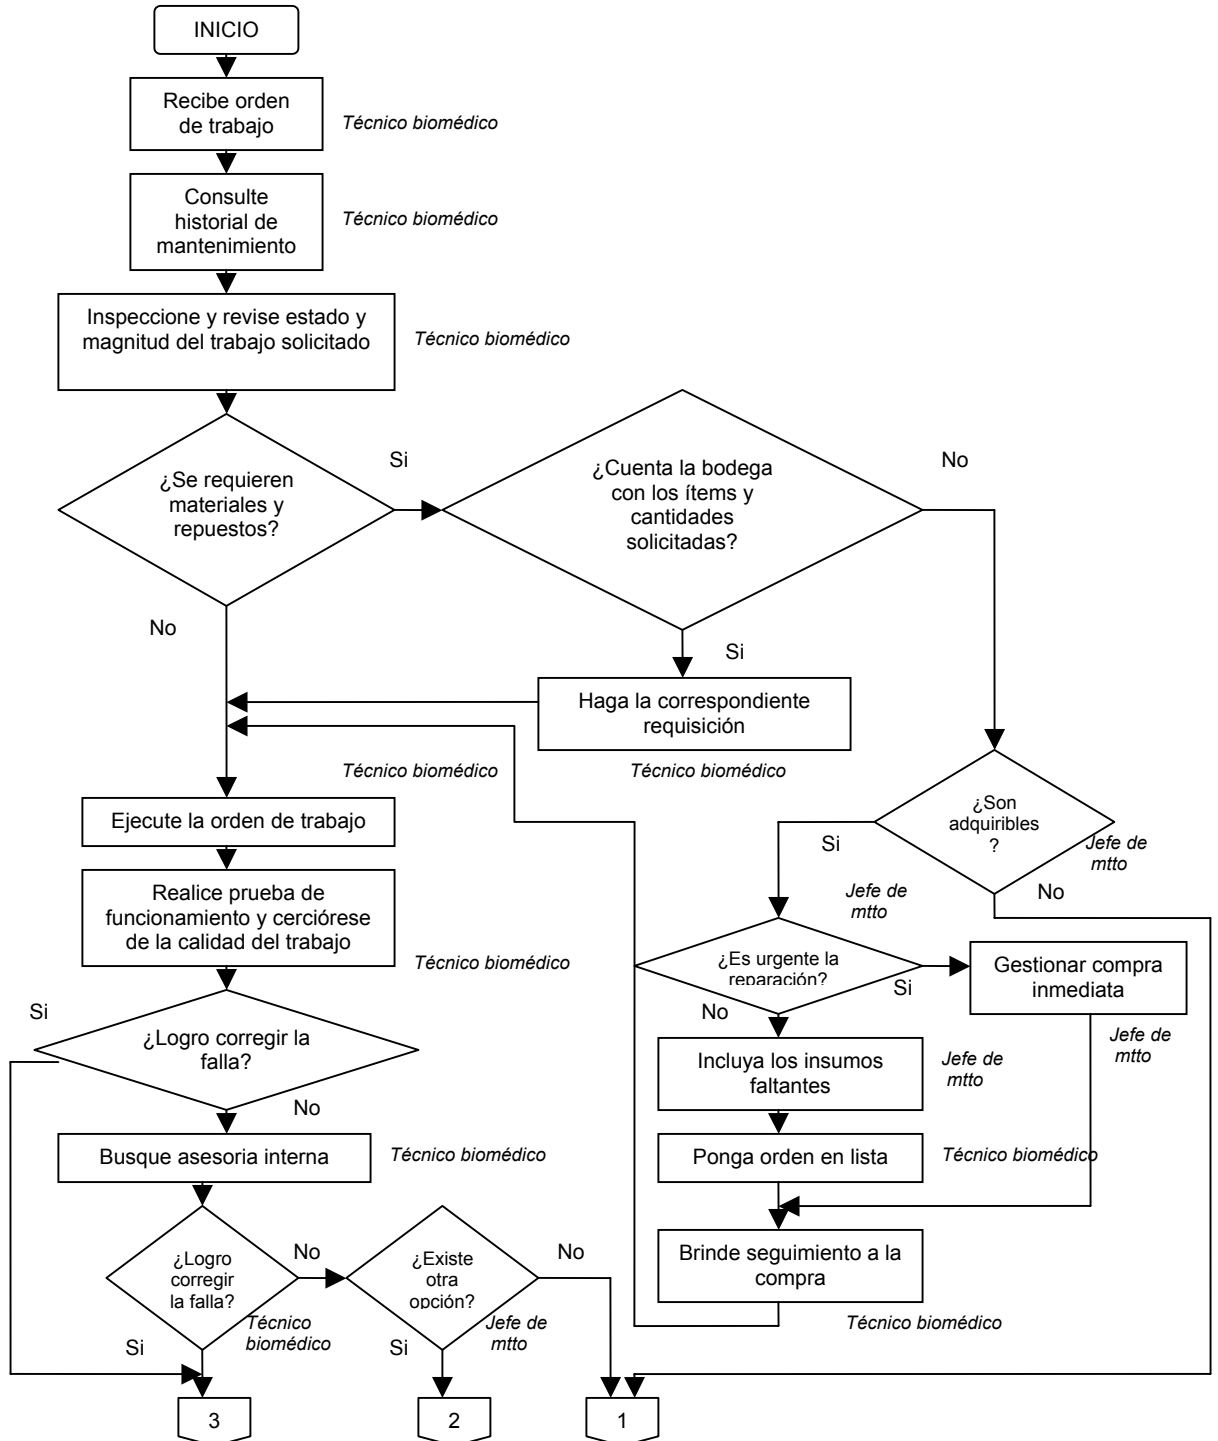 INICIO
Recibe orden
de trabajo
Técnico biomédico
Consulte
historial de
mantenimiento
Técnico biomédico
Inspeccione y revise estado y
magnitud del trabajo solicitado
Técnico biomédico
¿Se requieren
materiales y
repuestos?
Si
¿Cuenta la bodega
con los ítems y
cantidades
solicitadas?
No
No
Si
Haga la correspondiente
requisición
Técnico biomédico
Técnico biomédico
Ejecute la orden de trabajo
¿Son
adquiribles
?
Jefe de
mtto
Si
No
Realice prueba de
funcionamiento y cerciórese
de la calidad del trabajo
Técnico biomédico
Jefe de
mtto
¿Es urgente la
reparación?
Si
No
Gestionar compra
inmediata
Jefe de
mtto
Si
¿Logro corregir la
falla?
No
Incluya los insumos
faltantes
Jefe de
mtto
Busque asesoria interna
Técnico biomédico
Ponga orden en lista
Técnico biomédico
¿Logro
corregir
la falla?
Técnico
biomédico
No
Si
¿Existe
otra
opción?
Jefe de
mtto
No
Si
Brinde seguimiento a la
compra
Técnico biomédico
3
2
1